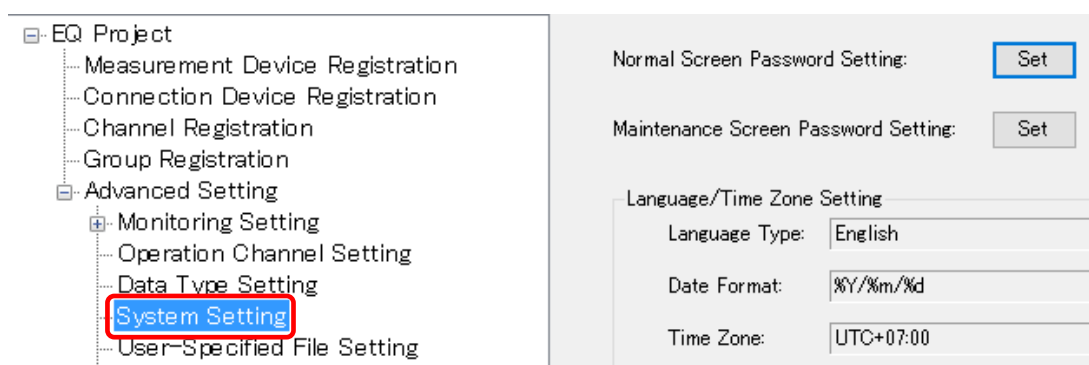 EQ Project
Measurement Device Registration
Connection Device Registration
Channel Registration
Group Registration
Advanced Setting
Monitoring Setting
Operation Channel Setting
Data Type Setting
System Setting
User-Specified File Setting
Normal Screen Password Setting: Set
Maintenance Screen Password Setting: Set
Language/Time Zone Setting
Language Type: English
Date Format: %Y/%m/%d
Time Zone: UTC+07:00